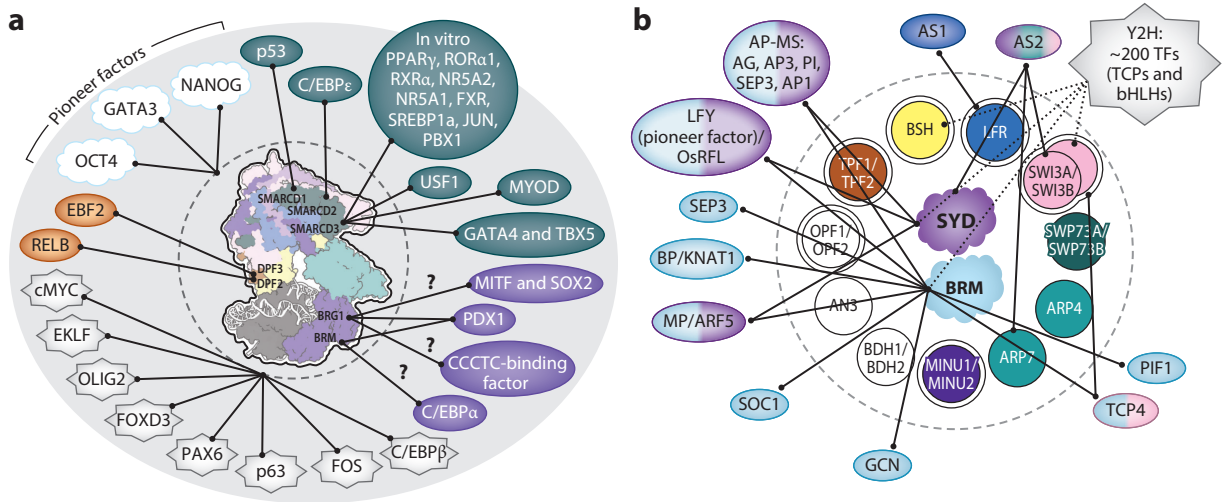 a
Pioneer factors
NANOG
GATA3
OCT4
EBF2
RELB
cMYC
EKLF
OLIG2
FOXD3
PAX6
p63
FOS
C/EBPβ
p53
C/EBPε
In vitro
PPARγ, RORα1,
RXRα, NR5A2,
NR5A1, FXR,
SREBP1a, JUN,
PBX1
USF1
MYOD
GATA4 and TBX5
?
MITF and SOX2
PDX1
?
CCCTC-binding
factor
?
C/EBPα
SMARCD1
SMARCD2
SMARCD3
DPF3
DPF2
BRG1
BRM
b
AP-MS:
AG, AP3, PI,
SEP3, AP1
AS1
AS2
Y2H:
~200 TFs
(TCPs and
bHLHs)
LFY
(pioneer factor)/
OsRFL
SEP3
BP/KNAT1
MP/ARF5
SOC1
GCN
TCP4
PIF1
BSH
LFR
TPF1/
TPF2
SWI3A/
SWI3B
SYD
OPF1/
OPF2
SWP73A/
SWP73B
BRM
AN3
ARP4
BDH1/
BDH2
MINU1/
MINU2
ARP7